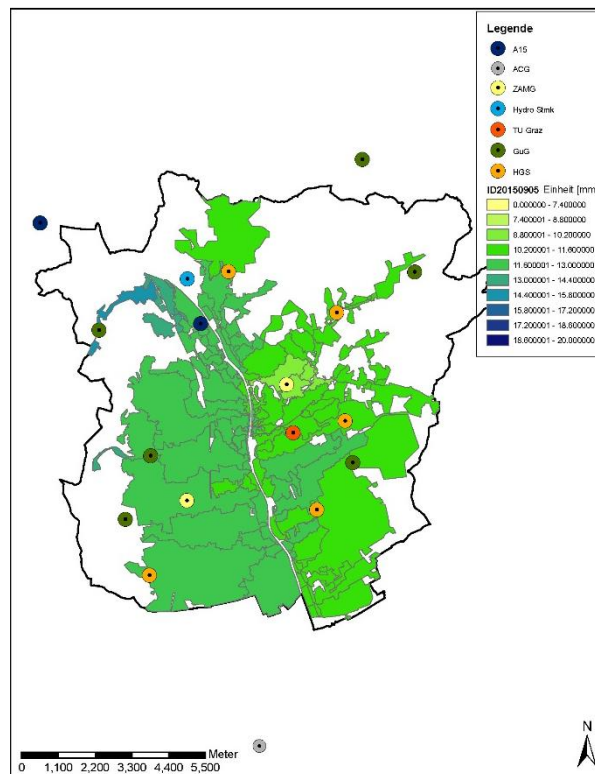 Legende
A15
ACG
ZAMG
Hydro Stmk
TU Graz
GuG
HGS
ID20150905 Einheit [mm
0.000000 - 7.400000
7.400001 - 8.800000
8.800001 - 10.200000
10.200001 - 11.600000
11.600001 - 13.000000
13.000001 - 14.400000
14.400001 - 15.800000
15.800001 - 17.200000
17.200001 - 18.600000
18.600001 - 20.000000
Meter
0 1,100 2,200 3,300 4,400 5,500
N